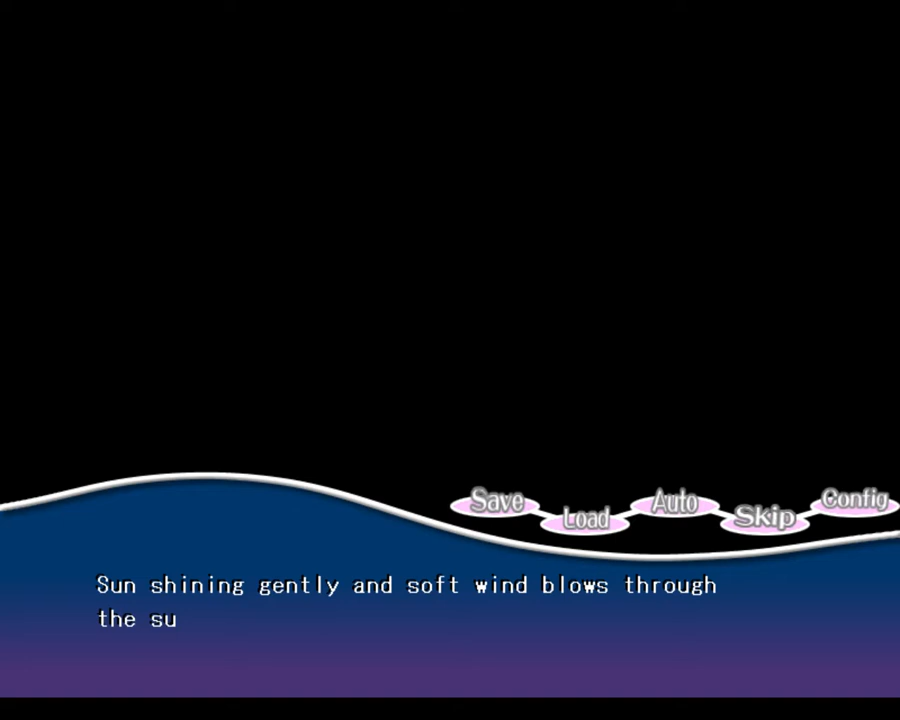 Save
Load
Auto
Skip
Config
Sun shining gently and soft wind blows through
the su